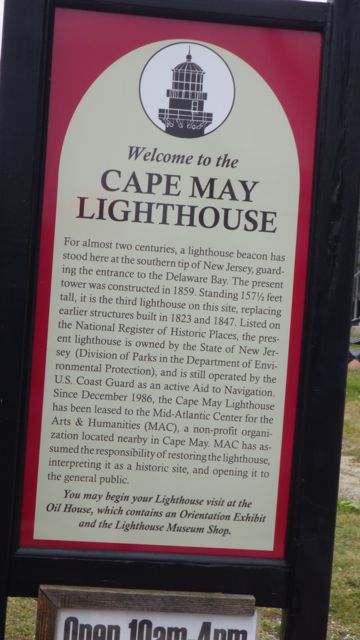 Welcome to the
CAPE MAY
LIGHTHOUSE
For almost two centuries, a lighthouse beacon has
stood here at the southern tip of New Jersey, guard-
ing the entrance to the Delaware Bay. The present
tower was constructed in 1859. Standing 157½ feet
tall, it is the third lighthouse on this site, replacing
earlier structures built in 1823 and 1847. Listed on
the National Register of Historic Places, the pres-
ent lighthouse is owned by the State of New Jer-
sey (Division of Parks in the Department of Envi-
ronmental Protection), and is still operated by the
U.S. Coast Guard as an active Aid to Navigation.
Since December 1986, the Cape May Lighthouse
has been leased to the Mid-Atlantic Center for the
Arts & Humanities (MAC), a non-profit organi-
zation located nearby in Cape May. MAC has as-
sumed the responsibility of restoring the lighthouse,
interpreting it as a historic site, and opening it to
the general public.
You may begin your Lighthouse visit at the
Oil House, which contains an Orientation Exhibit
and the Lighthouse Museum Shop.
Open 10am-4pm